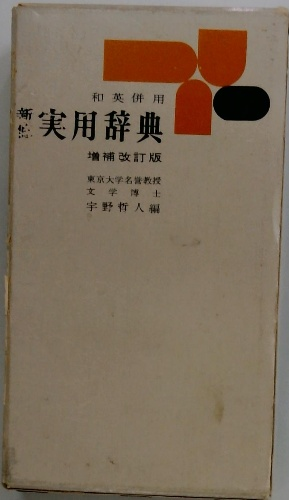 和英併用
新集 実用辞典
増補改訂版
東京大学名誉教授
文学博士
宇野哲人編